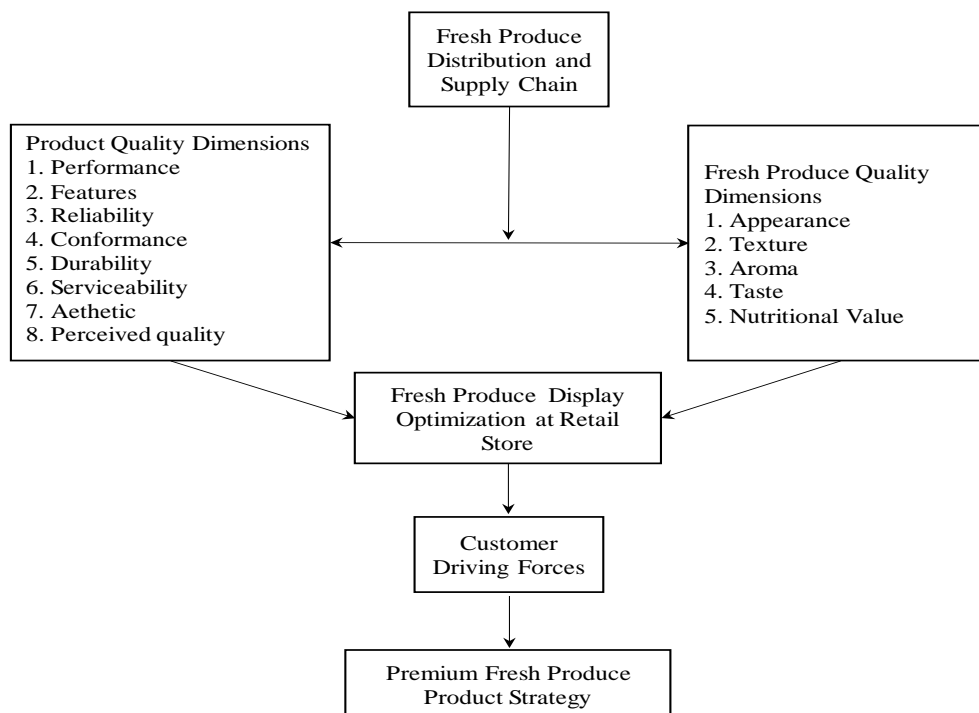 Fresh Produce
Distribution and
Supply Chain
Product Quality Dimensions
1. Performance
2. Features
3. Reliability
4. Conformance
5. Durability
6. Serviceability
7. Aethetic
8. Perceived quality
Fresh Produce Quality
Dimensions
1. Appearance
2. Texture
3. Aroma
4. Taste
5. Nutritional Value
Fresh Produce Display
Optimization at Retail
Store
Customer
Driving Forces
Premium Fresh Produce
Product Strategy